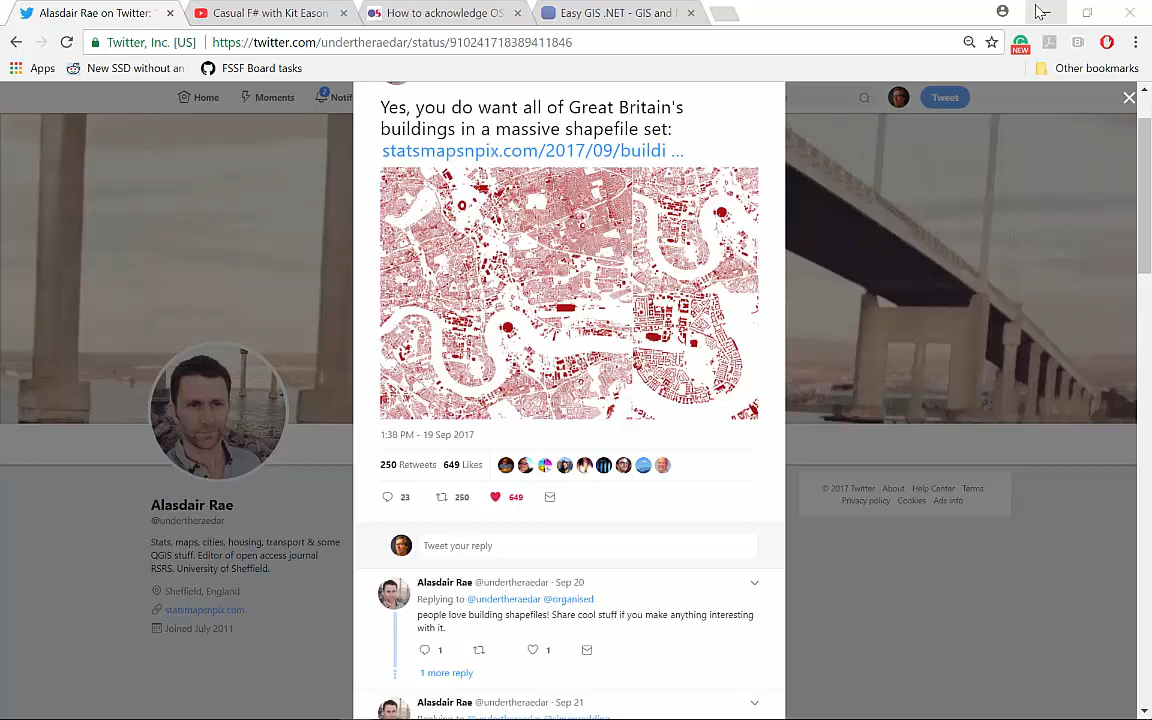 Alasdair Rae on Twitter: "
Casual F# with Kit Eason
How to acknowledge OS
Easy GIS .NET - GIS and
Twitter, Inc. [US]
https://twitter.com/undertheraedar/status/910241718389411846
NEW
Apps
New SSD without an
FSSF Board tasks
Other bookmarks
Home
Moments
2
Notif
Tweet
Yes, you do want all of Great Britain's
buildings in a massive shapefile set:
statsmapsnpix.com/2017/09/buildi ...
1:38 PM - 19 Sep 2017
250 Retweets 649 Likes
23
250
649
© 2017 Twitter About Help Center Terms
Privacy policy Cookies Ads info
Alasdair Rae
@undertheraedar
Stats, maps, cities, housing, transport & some
QGIS stuff. Editor of open access journal
RSRS. University of Sheffield.
Sheffield, England
statsmapsnpix.com
Joined July 2011
Tweet your reply
Alasdair Rae @undertheraedar · Sep 20
Replying to @undertheraedar @organised
people love building shapefiles! Share cool stuff if you make anything interesting
with it.
1
1
1 more reply
Alasdair Rae @undertheraedar · Sep 21
Replying to @undertheraedar